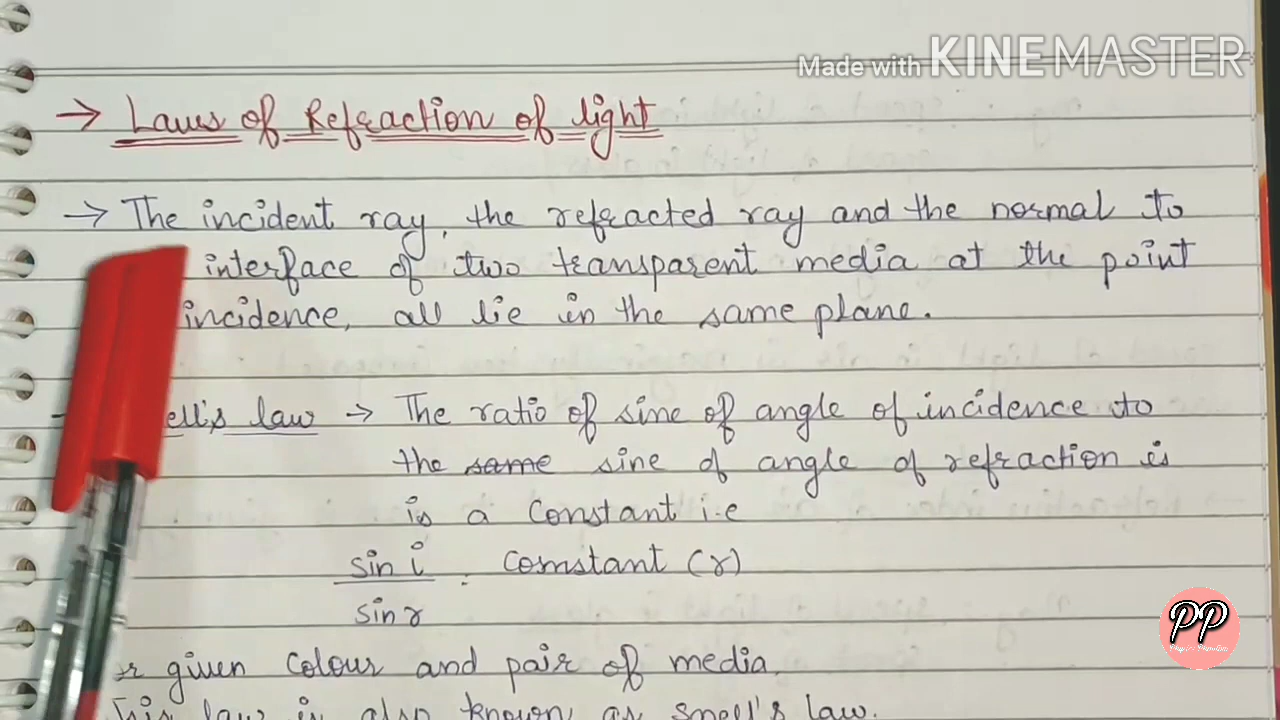 Made with KINEMASTER
→ Laws of Refraction of light
→ The incident ray, the refracted ray and the normal to
interface of two transparent media at the point
incidence, all lie in the same plane.
ell's law → The ratio of sine of angle of incidence to
the same sine of angle of refraction is
is a constant i.e
sin i Comstant (r)
sin r
r given colour and pair of media
law is also known as snell's law.
PP